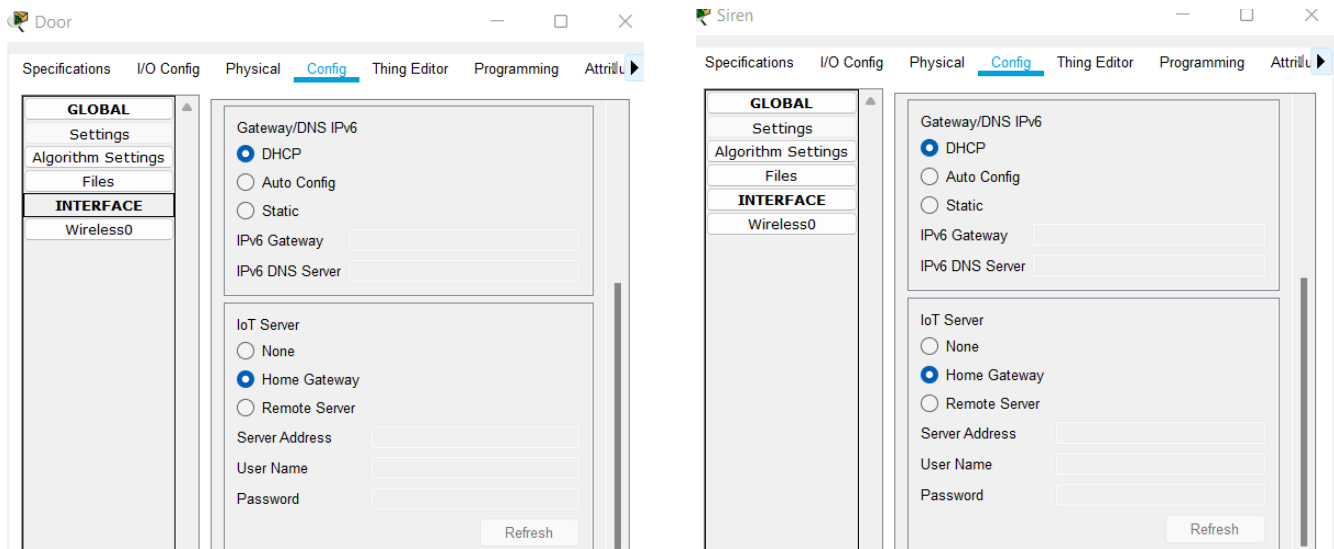 Door
Specifications I/O Config Physical Config Thing Editor Programming
GLOBAL
Settings
Algorithm Settings
Files
INTERFACE
Wireless0
Gateway/DNS IPv6
DHCP
Auto Config
Static
IPv6 Gateway
IPv6 DNS Server
IoT Server
None
Home Gateway
Remote Server
Server Address
User Name
Password
Refresh
Siren
Specifications I/O Config Physical Config Thing Editor Programming
GLOBAL
Settings
Algorithm Settings
Files
INTERFACE
Wireless0
Gateway/DNS IPv6
DHCP
Auto Config
Static
IPv6 Gateway
IPv6 DNS Server
IoT Server
None
Home Gateway
Remote Server
Server Address
User Name
Password
Refresh